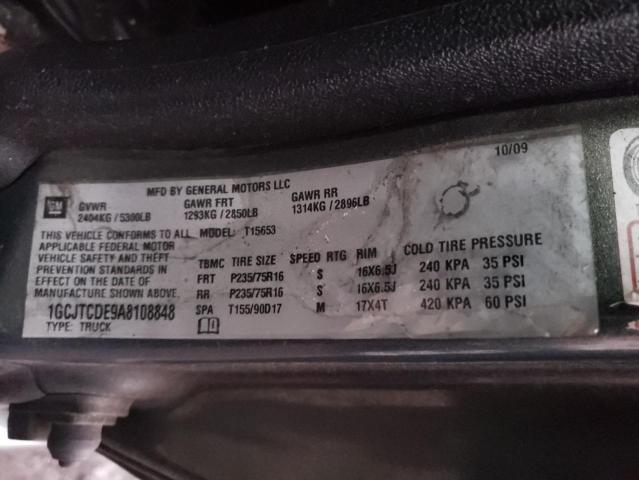 10/09
MFD BY GENERAL MOTORS LLC
GM
GVWR GAWR FRT GAWR RR
2404KG / 5300LB 1293KG / 2850LB 1314KG / 2896LB
THIS VEHICLE CONFORMS TO ALL MODEL: T15653
APPLICABLE FEDERAL MOTOR
VEHICLE SAFETY AND THEFT
PREVENTION STANDARDS IN
EFFECT ON THE DATE OF
MANUFACTURE SHOWN ABOVE.
1GCJTCDE9A8108848
TYPE: TRUCK
TBMC TIRE SIZE SPEED RTG RIM COLD TIRE PRESSURE
FRT P235/75R16 S 16X6.5J 240 KPA 35 PSI
RR P235/75R16 S 16X6.5J 240 KPA 35 PSI
SPA T155/90D17 M 17X4T 420 KPA 60 PSI